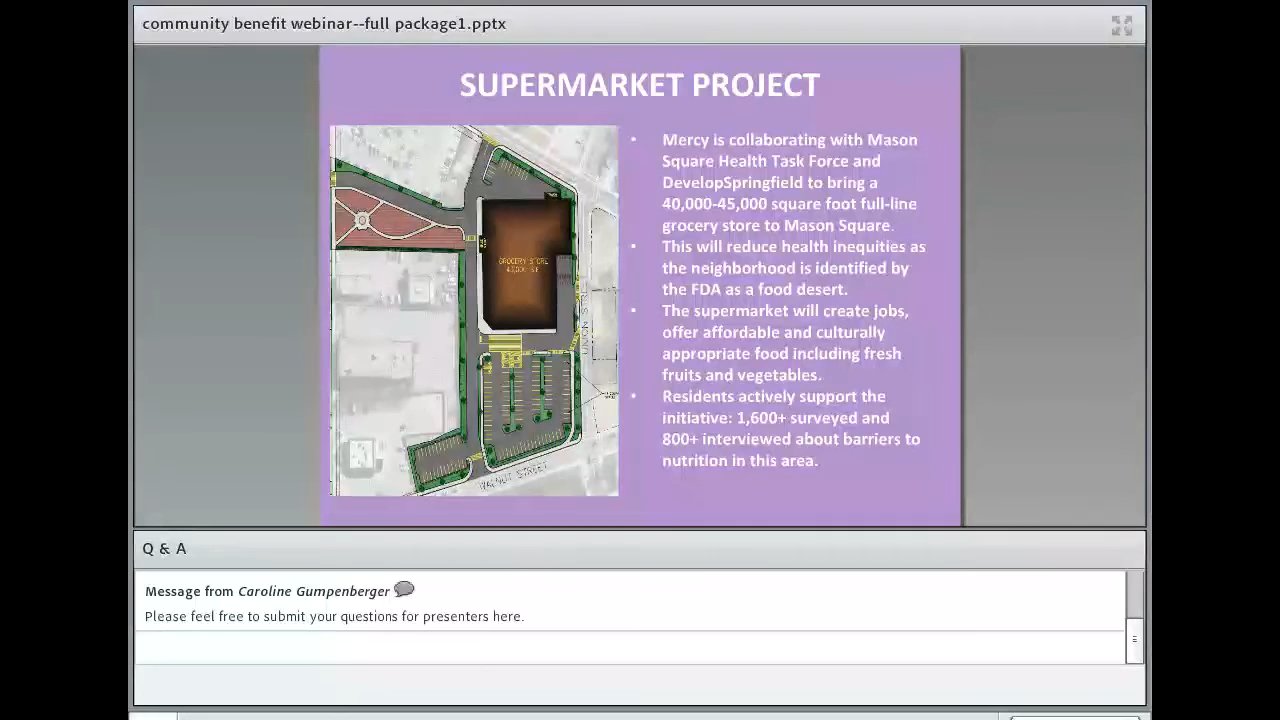 community benefit webinar--full package1.pptx
SUPERMARKET PROJECT
GROCERY STORE
UNION STRE
WALNUT STREET
• Mercy is collaborating with Mason
Square Health Task Force and
DevelopSpringfield to bring a
40,000-45,000 square foot full-line
grocery store to Mason Square.
• This will reduce health inequities as
the neighborhood is identified by
the FDA as a food desert.
• The supermarket will create jobs,
offer affordable and culturally
appropriate food including fresh
fruits and vegetables.
• Residents actively support the
initiative: 1,600+ surveyed and
800+ interviewed about barriers to
nutrition in this area.
Q & A
Message from Caroline Gumpenberger
Please feel free to submit your questions for presenters here.